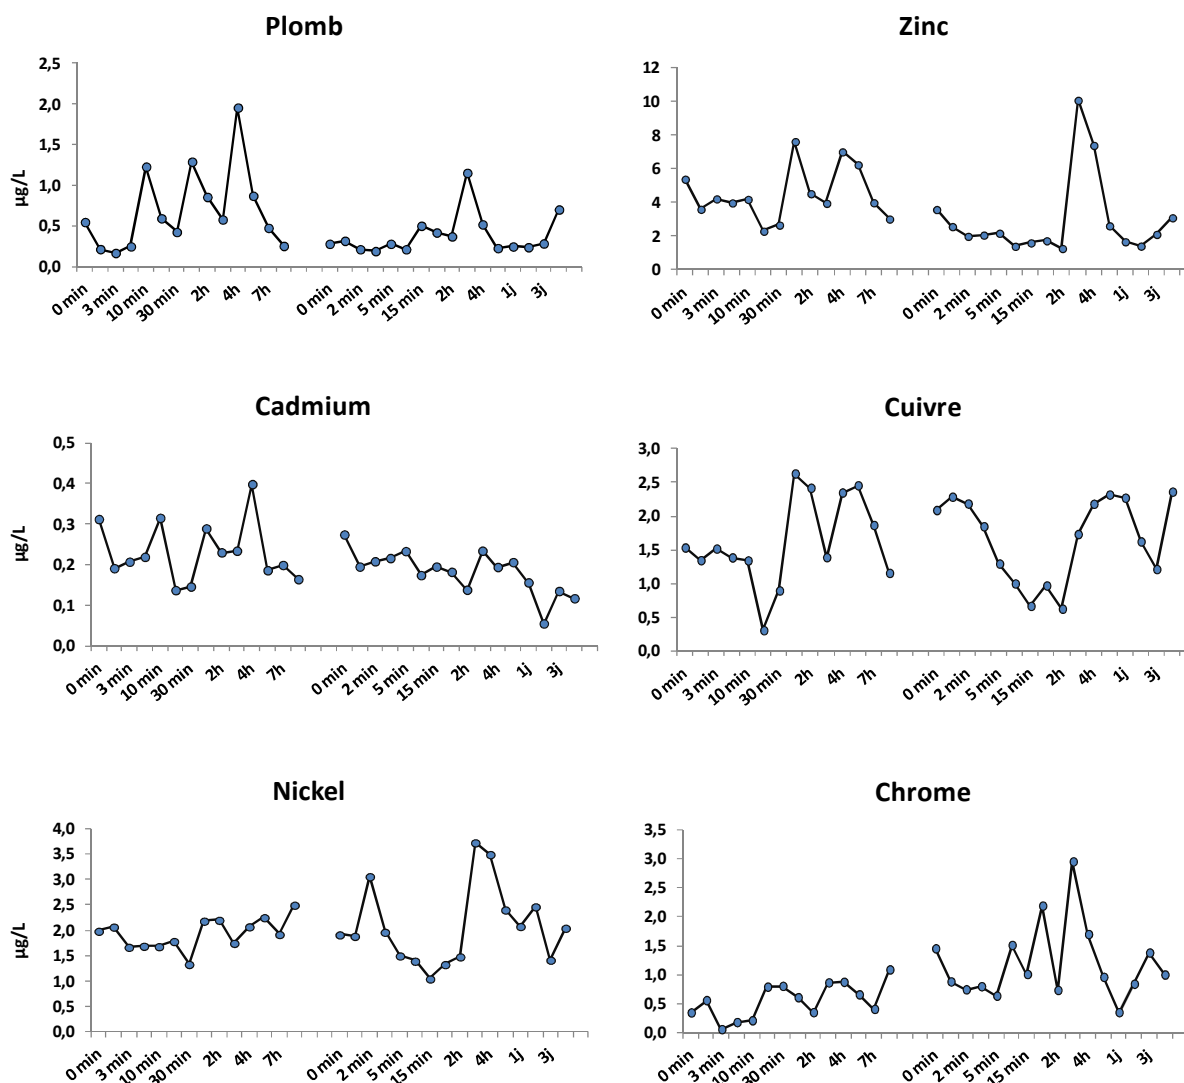 Plomb
µg/L
2,5
2,0
1,5
1,0
0,5
0,0
0 min
3 min
10 min
30 min
2h
4h
7h
0 min
2 min
5 min
15 min
2h
4h
1j
3j
Zinc
12
10
8
6
4
2
0
0 min
3 min
10 min
30 min
2h
4h
7h
0 min
2 min
5 min
15 min
2h
4h
1j
3j
Cadmium
µg/L
0,5
0,4
0,3
0,2
0,1
0,0
0 min
3 min
10 min
30 min
2h
4h
7h
0 min
2 min
5 min
15 min
2h
4h
1j
3j
Cuivre
3,0
2,5
2,0
1,5
1,0
0,5
0,0
0 min
3 min
10 min
30 min
2h
4h
7h
0 min
2 min
5 min
15 min
2h
4h
1j
3j
Nickel
µg/L
4,0
3,5
3,0
2,5
2,0
1,5
1,0
0,5
0,0
0 min
3 min
10 min
30 min
2h
4h
7h
0 min
2 min
5 min
15 min
2h
4h
1j
3j
Chrome
3,5
3,0
2,5
2,0
1,5
1,0
0,5
0,0
0 min
3 min
10 min
30 min
2h
4h
7h
0 min
2 min
5 min
15 min
2h
4h
1j
3j